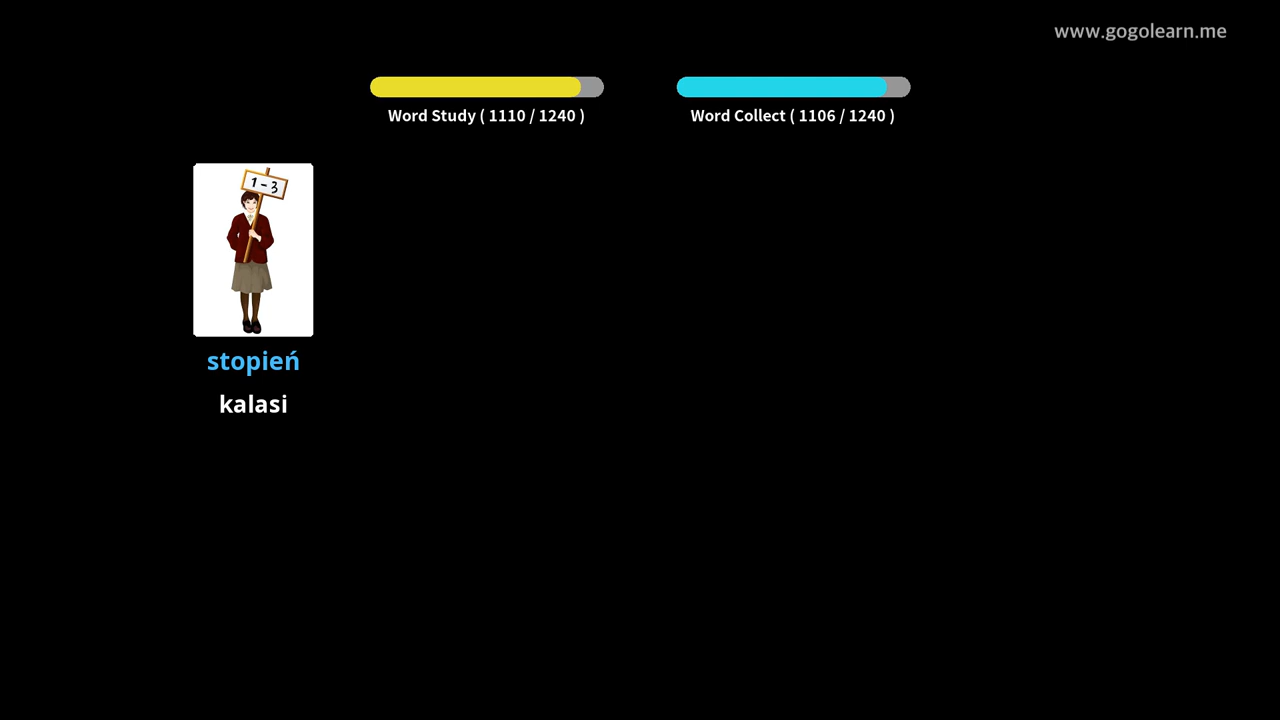 www.gogolearn.me
Word Study ( 1110 / 1240 )
Word Collect ( 1106 / 1240 )
1 - 3
stopień
kalasi